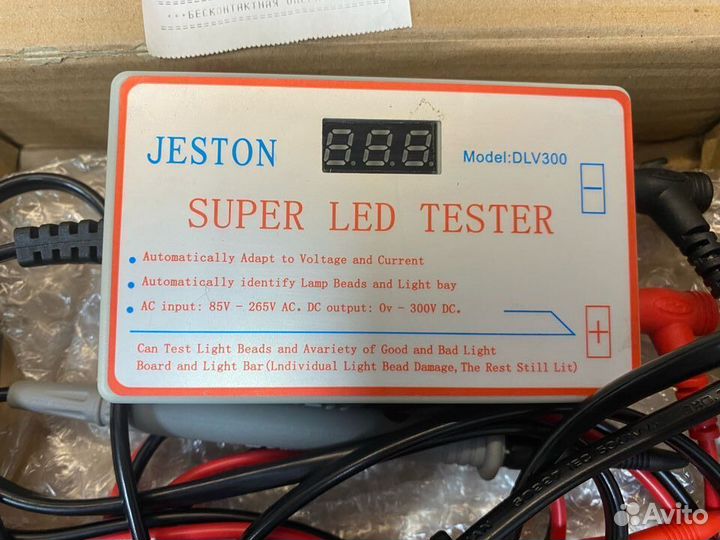 ***БЕСКОНТАКТНАЯ
JESTON
Model:DLV300
SUPER LED TESTER
Automatically Adapt to Voltage and Current
Automatically identify Lamp Beads and Light bay
AC input: 85V - 265V AC. DC output: 0v - 300V DC.
Can Test Light Beads and Avariety of Good and Bad Light
Board and Light Bar(Lndividual Light Bead Damage, The Rest Still Lit)
−
+
Avito